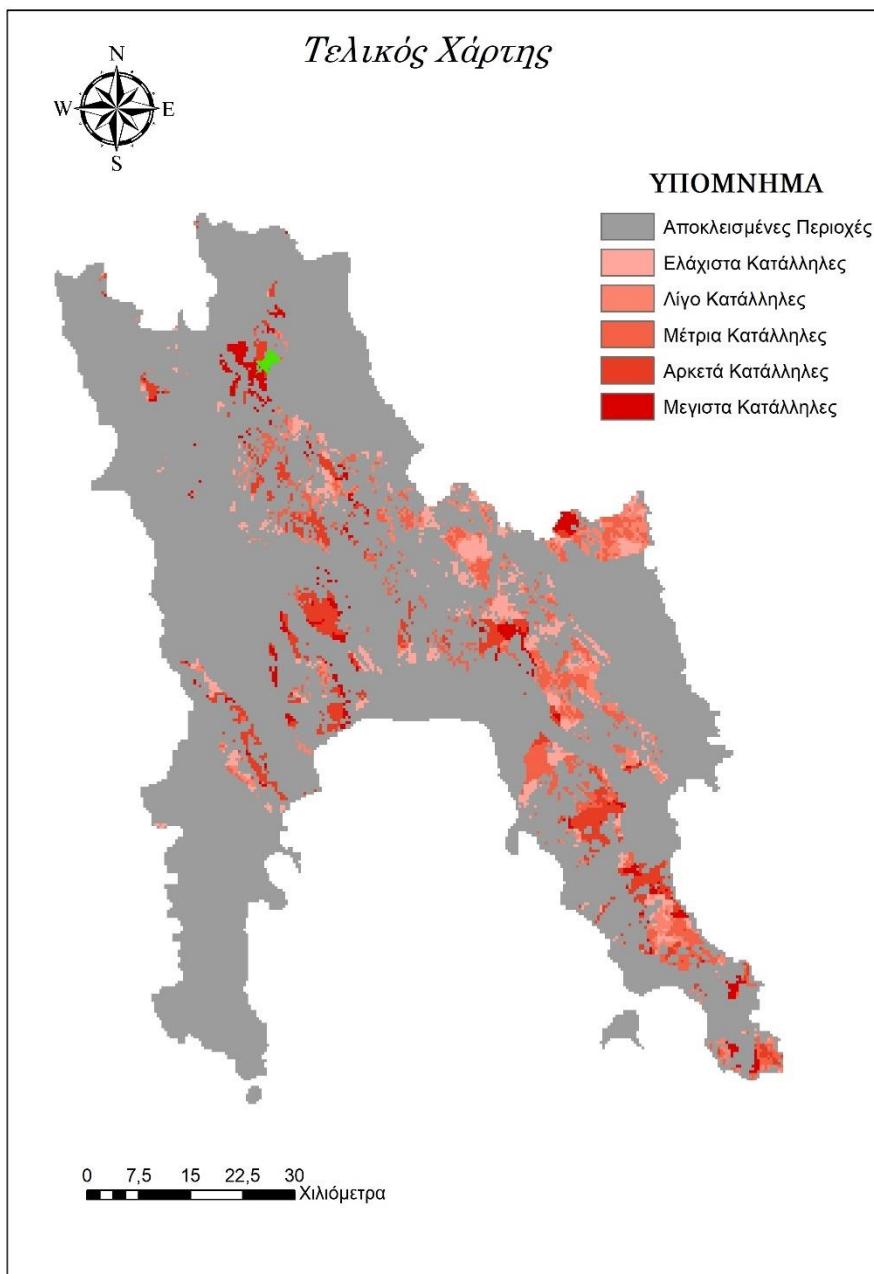 Τελικός Χάρτης
N
W E
S
ΥΠΟΜΝΗΜΑ
Αποκλεισμένες Περιοχές
Ελάχιστα Κατάλληλες
Λίγο Κατάλληλες
Μέτρια Κατάλληλες
Αρκετά Κατάλληλες
Μεγιστα Κατάλληλες
0 7,5 15 22,5 30
Χιλιόμετρα